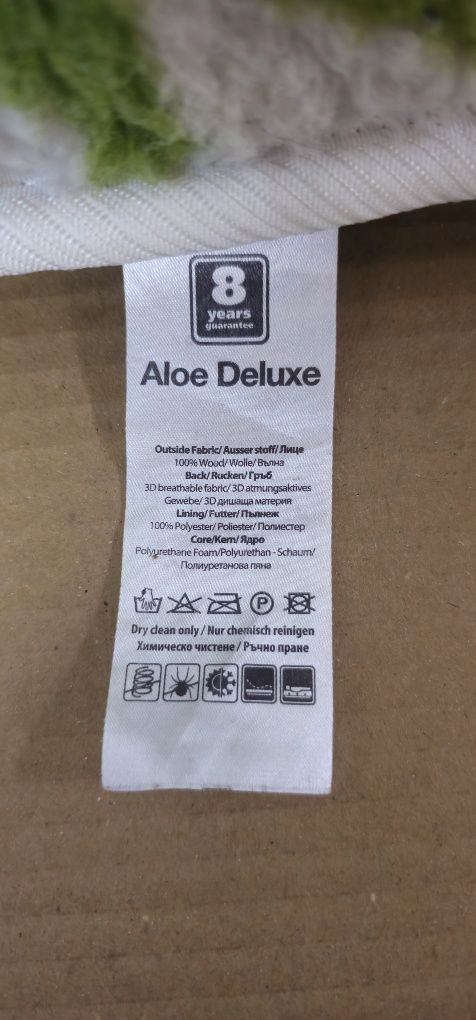 8
years
guarantee
Aloe Deluxe
Outside Fabric/ Ausser stoff/ Лице
100% Wood/ Wolle/ Вълна
Back/ Rucken/ Гръб
3D breathable fabric/ 3D atmungsaktives
Gewebe/ 3D дишаща материя
Lining/ Futter/ Пълнеж
100% Polyester/ Poliester/ Полиестер
Core/Kern/ Ядро
Polyurethane Foam/Polyurethan - Schaum/
Полиуретанова пяна
P
Dry clean only / Nur chemisch reinigen
Химическо чистене / Ръчно пране